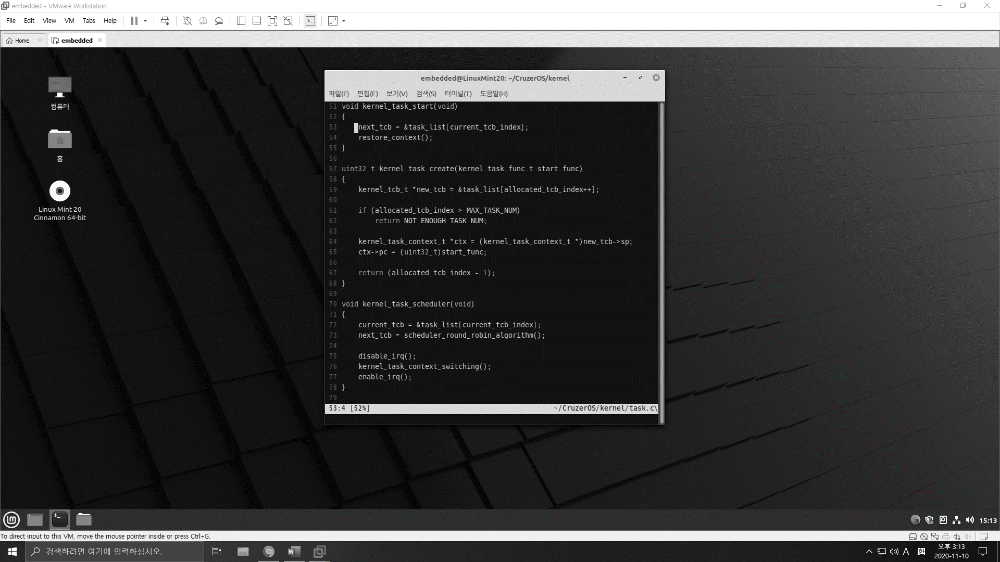 embedded - VMware Workstation
File Edit View VM Tabs Help
Home
embedded
컴퓨터
홈
Linux Mint 20
Cinnamon 64-bit
embedded@LinuxMint20: ~/CruzerOS/kernel
파일(F) 편집(E) 보기(V) 검색(S) 터미널(T) 도움말(H)
51 void kernel_task_start(void)
52 {
53     next_tcb = &task_list[current_tcb_index];
54     restore_context();
55 }
56
57 uint32_t kernel_task_create(kernel_task_func_t start_func)
58 {
59     kernel_tcb_t *new_tcb = &task_list[allocated_tcb_index++];
60
61     if (allocated_tcb_index > MAX_TASK_NUM)
62         return NOT_ENOUGH_TASK_NUM;
63
64     kernel_task_context_t *ctx = (kernel_task_context_t *)new_tcb->sp;
65     ctx->pc = (uint32_t)start_func;
66
67     return (allocated_tcb_index - 1);
68 }
69
70 void kernel_task_scheduler(void)
71 {
72     current_tcb = &task_list[current_tcb_index];
73     next_tcb = scheduler_round_robin_algorithm();
74
75     disable_irq();
76     kernel_task_context_switching();
77     enable_irq();
78 }
79
53:4 [52%] ~/CruzerOS/kernel/task.c\
15:13
To direct input to this VM, move the mouse pointer inside or press Ctrl+G.
검색하려면 여기에 입력하십시오.
A 한
오후 3:13
2020-11-10